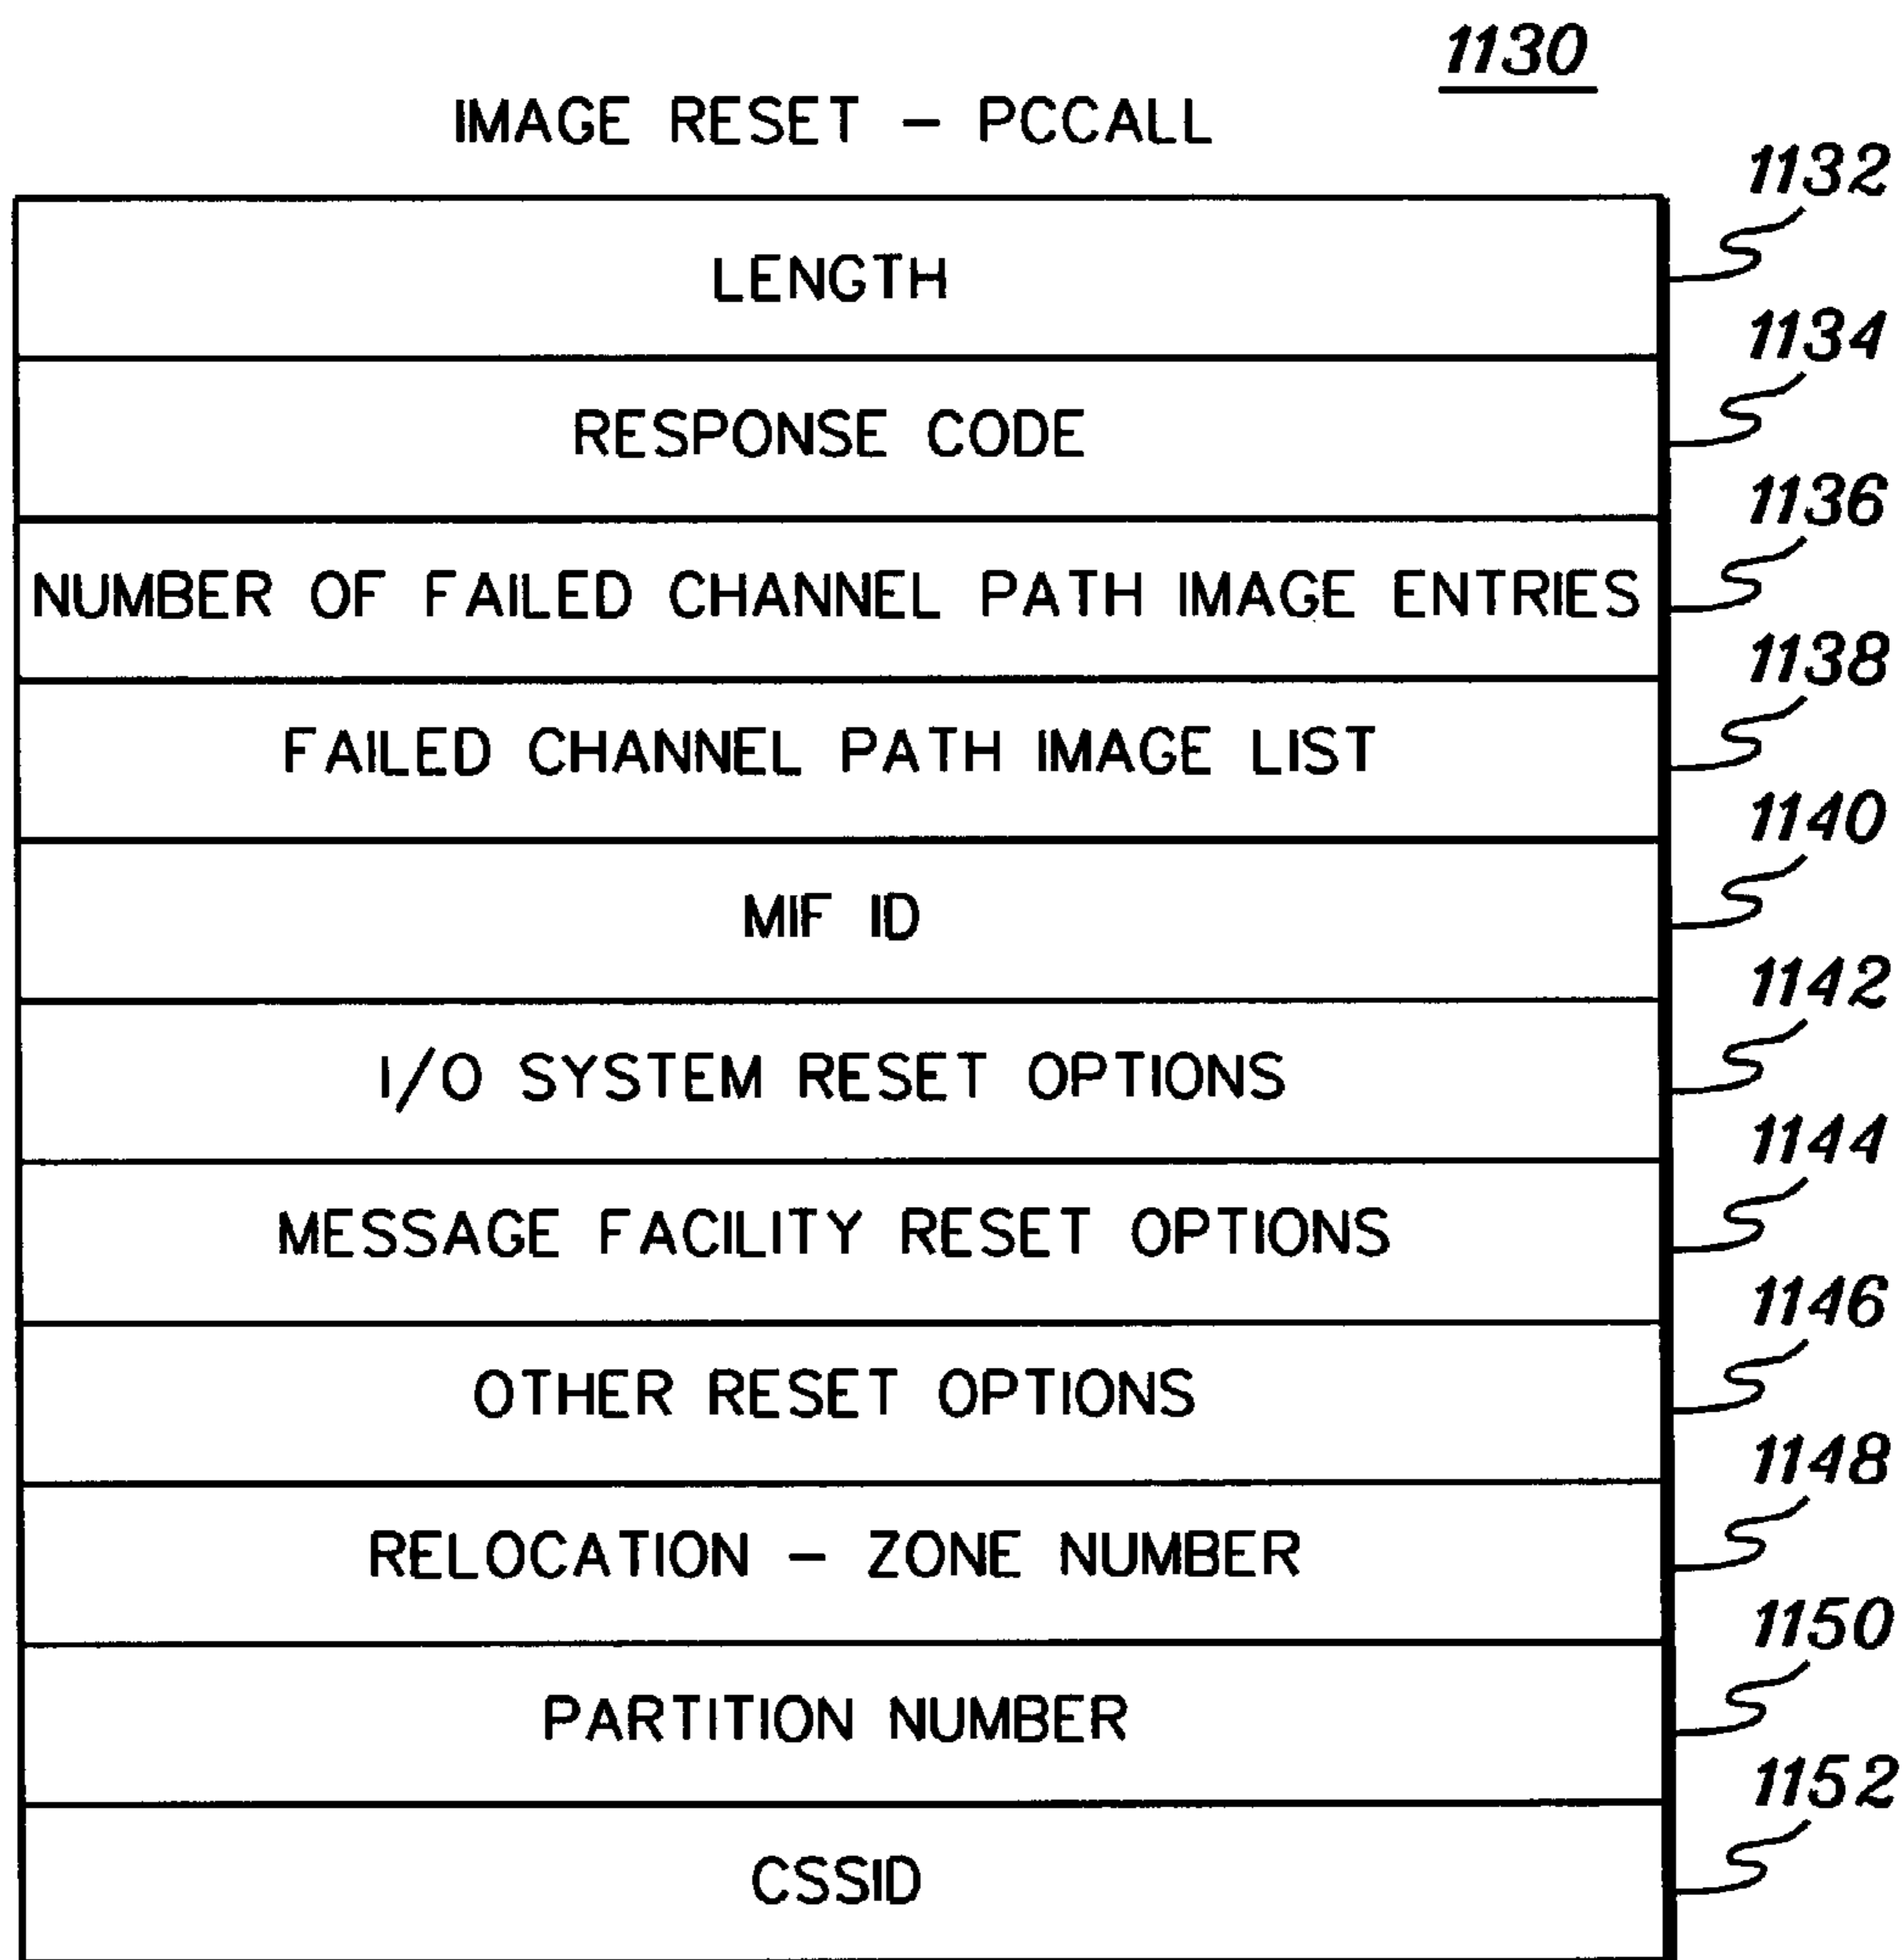 1130
IMAGE RESET – PCCALL
1132
LENGTH
1134
RESPONSE CODE
1136
NUMBER OF FAILED CHANNEL PATH IMAGE ENTRIES
1138
FAILED CHANNEL PATH IMAGE LIST
1140
MIF ID
1142
I/O SYSTEM RESET OPTIONS
1144
MESSAGE FACILITY RESET OPTIONS
1146
OTHER RESET OPTIONS
1148
RELOCATION – ZONE NUMBER
1150
PARTITION NUMBER
1152
CSSID